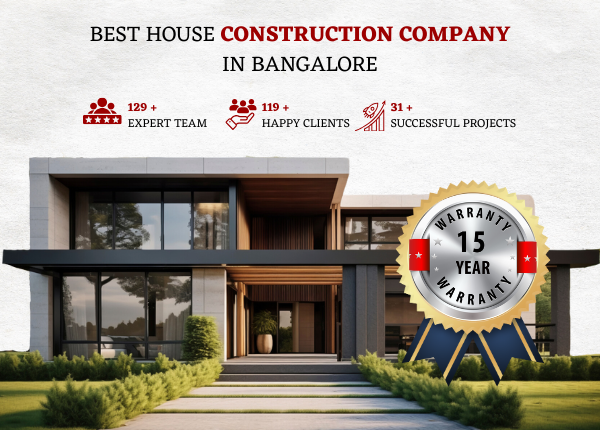 BEST HOUSE CONSTRUCTION COMPANY
IN BANGALORE
129 +
EXPERT TEAM
119 +
HAPPY CLIENTS
31 +
SUCCESSFUL PROJECTS
WARRANTY
15
YEAR
WARRANTY